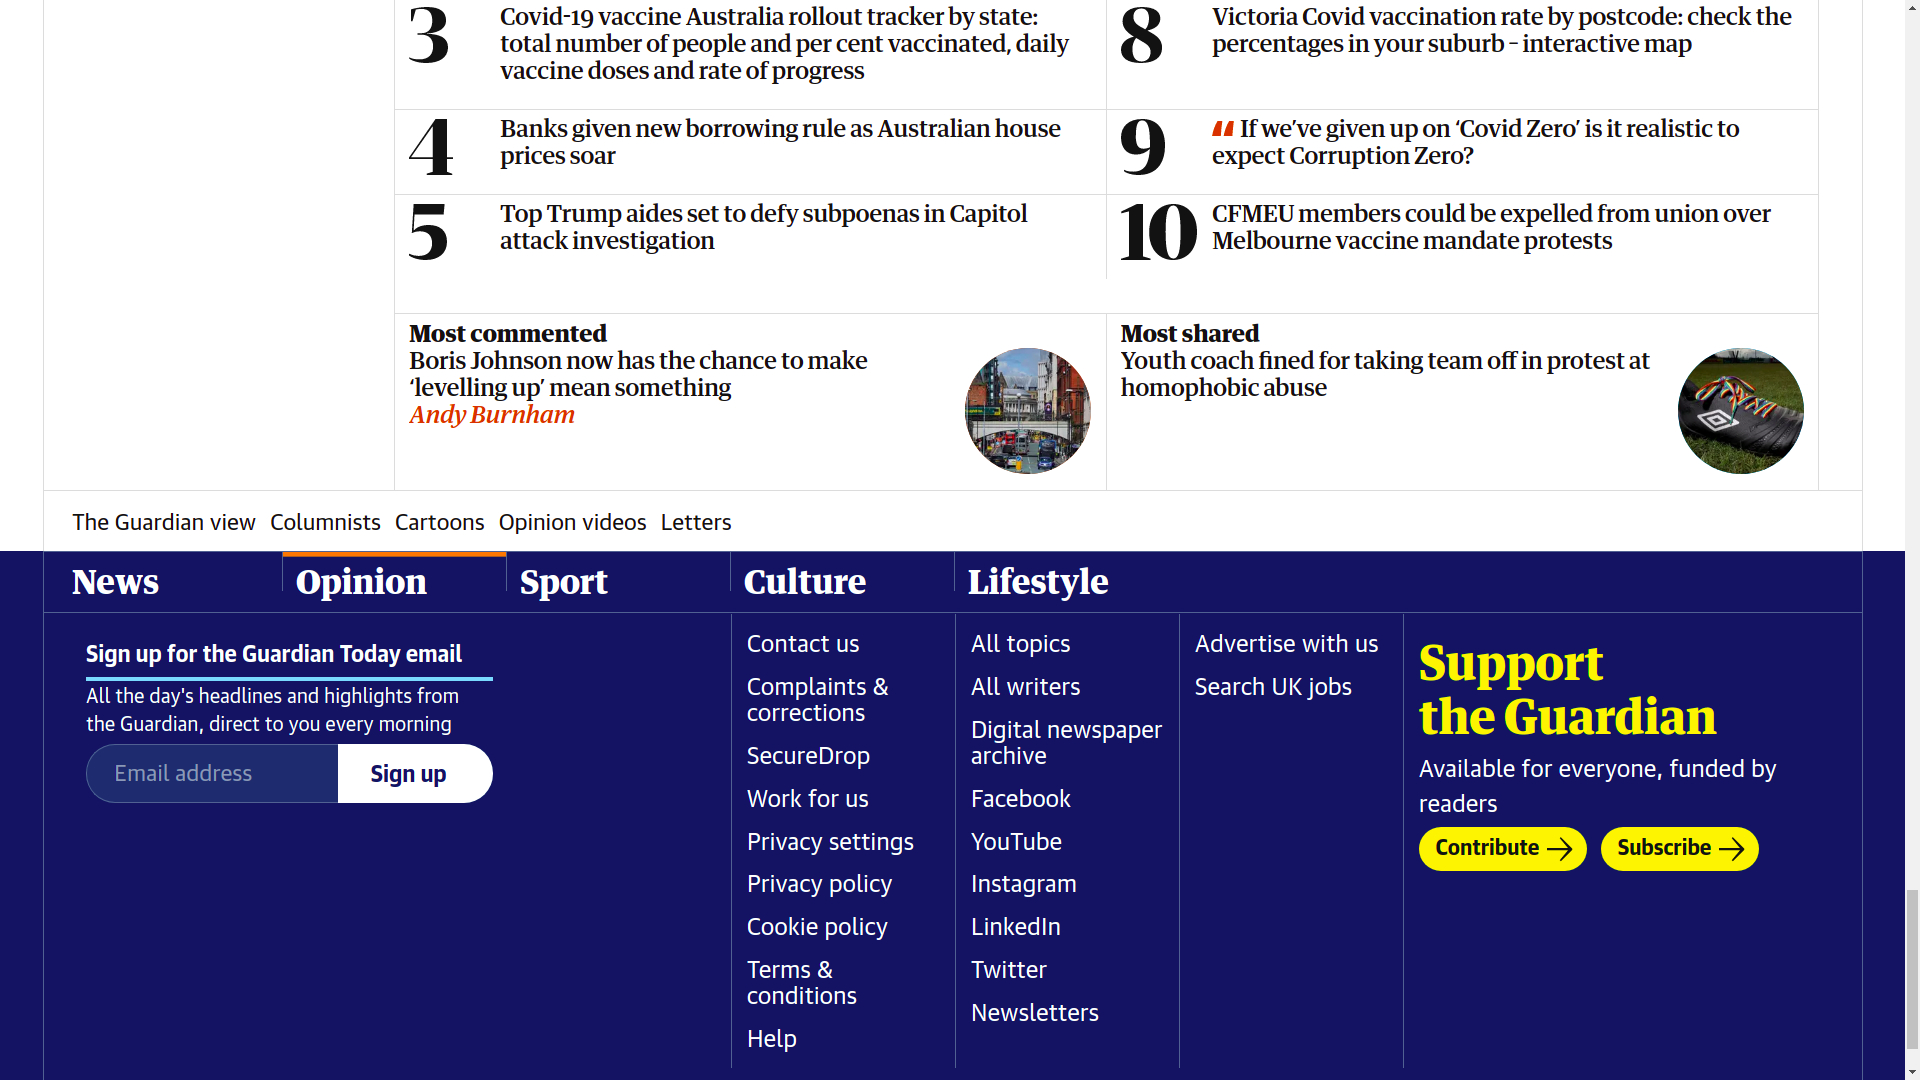 3
Covid-19 vaccine Australia rollout tracker by state:
total number of people and per cent vaccinated, daily
vaccine doses and rate of progress
8
Victoria Covid vaccination rate by postcode: check the
percentages in your suburb – interactive map
4
Banks given new borrowing rule as Australian house
prices soar
9
“ If we’ve given up on ‘Covid Zero’ is it realistic to
expect Corruption Zero?
5
Top Trump aides set to defy subpoenas in Capitol
attack investigation
10
CFMEU members could be expelled from union over
Melbourne vaccine mandate protests
Most commented
Boris Johnson now has the chance to make
‘levelling up’ mean something
Andy Burnham
Most shared
Youth coach fined for taking team off in protest at
homophobic abuse
The Guardian view Columnists Cartoons Opinion videos Letters
News Opinion Sport Culture Lifestyle
Sign up for the Guardian Today email
All the day's headlines and highlights from
the Guardian, direct to you every morning
Email address
Sign up
Contact us
Complaints &
corrections
SecureDrop
Work for us
Privacy settings
Privacy policy
Cookie policy
Terms &
conditions
Help
All topics
All writers
Digital newspaper
archive
Facebook
YouTube
Instagram
LinkedIn
Twitter
Newsletters
Advertise with us
Search UK jobs
Support
the Guardian
Available for everyone, funded by
readers
Contribute
Subscribe